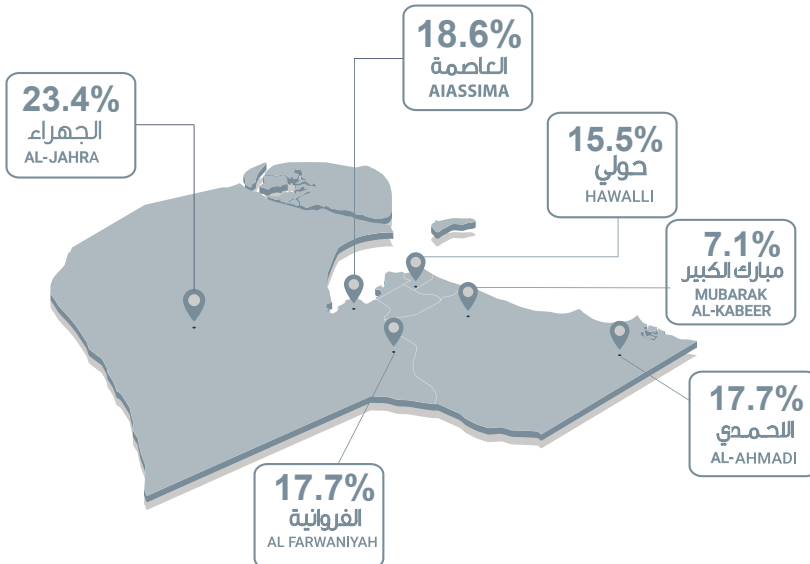 18.6%
العاصمة
AIASSIMA
23.4%
الجهراء
AL-JAHRA
15.5%
حولي
HAWALLI
7.1%
مبارك الكبير
MUBARAK
AL-KABEER
17.7%
الاحمدي
AL-AHMADI
17.7%
الفروانية
AL FARWANIYAH